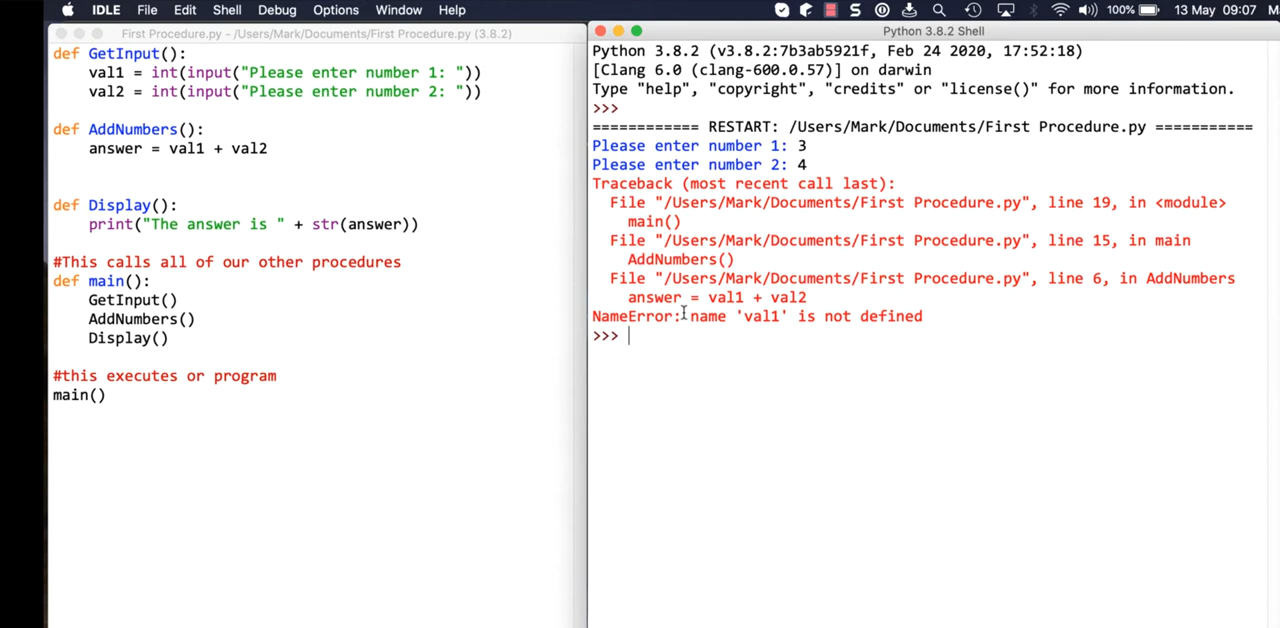 IDLE File Edit Shell Debug Options Window Help 100% 13 May 09:07
First Procedure.py - /Users/Mark/Documents/First Procedure.py (3.8.2)
def GetInput():
    val1 = int(input("Please enter number 1: "))
    val2 = int(input("Please enter number 2: "))
def AddNumbers():
    answer = val1 + val2
def Display():
    print("The answer is " + str(answer))
#This calls all of our other procedures
def main():
    GetInput()
    AddNumbers()
    Display()
#this executes or program
main()
Python 3.8.2 Shell
Python 3.8.2 (v3.8.2:7b3ab5921f, Feb 24 2020, 17:52:18)
[Clang 6.0 (clang-600.0.57)] on darwin
Type "help", "copyright", "credits" or "license()" for more information.
>>>
============ RESTART: /Users/Mark/Documents/First Procedure.py ===========
Please enter number 1: 3
Please enter number 2: 4
Traceback (most recent call last):
  File "/Users/Mark/Documents/First Procedure.py", line 19, in <module>
    main()
  File "/Users/Mark/Documents/First Procedure.py", line 15, in main
    AddNumbers()
  File "/Users/Mark/Documents/First Procedure.py", line 6, in AddNumbers
    answer = val1 + val2
NameError: name 'val1' is not defined
>>>